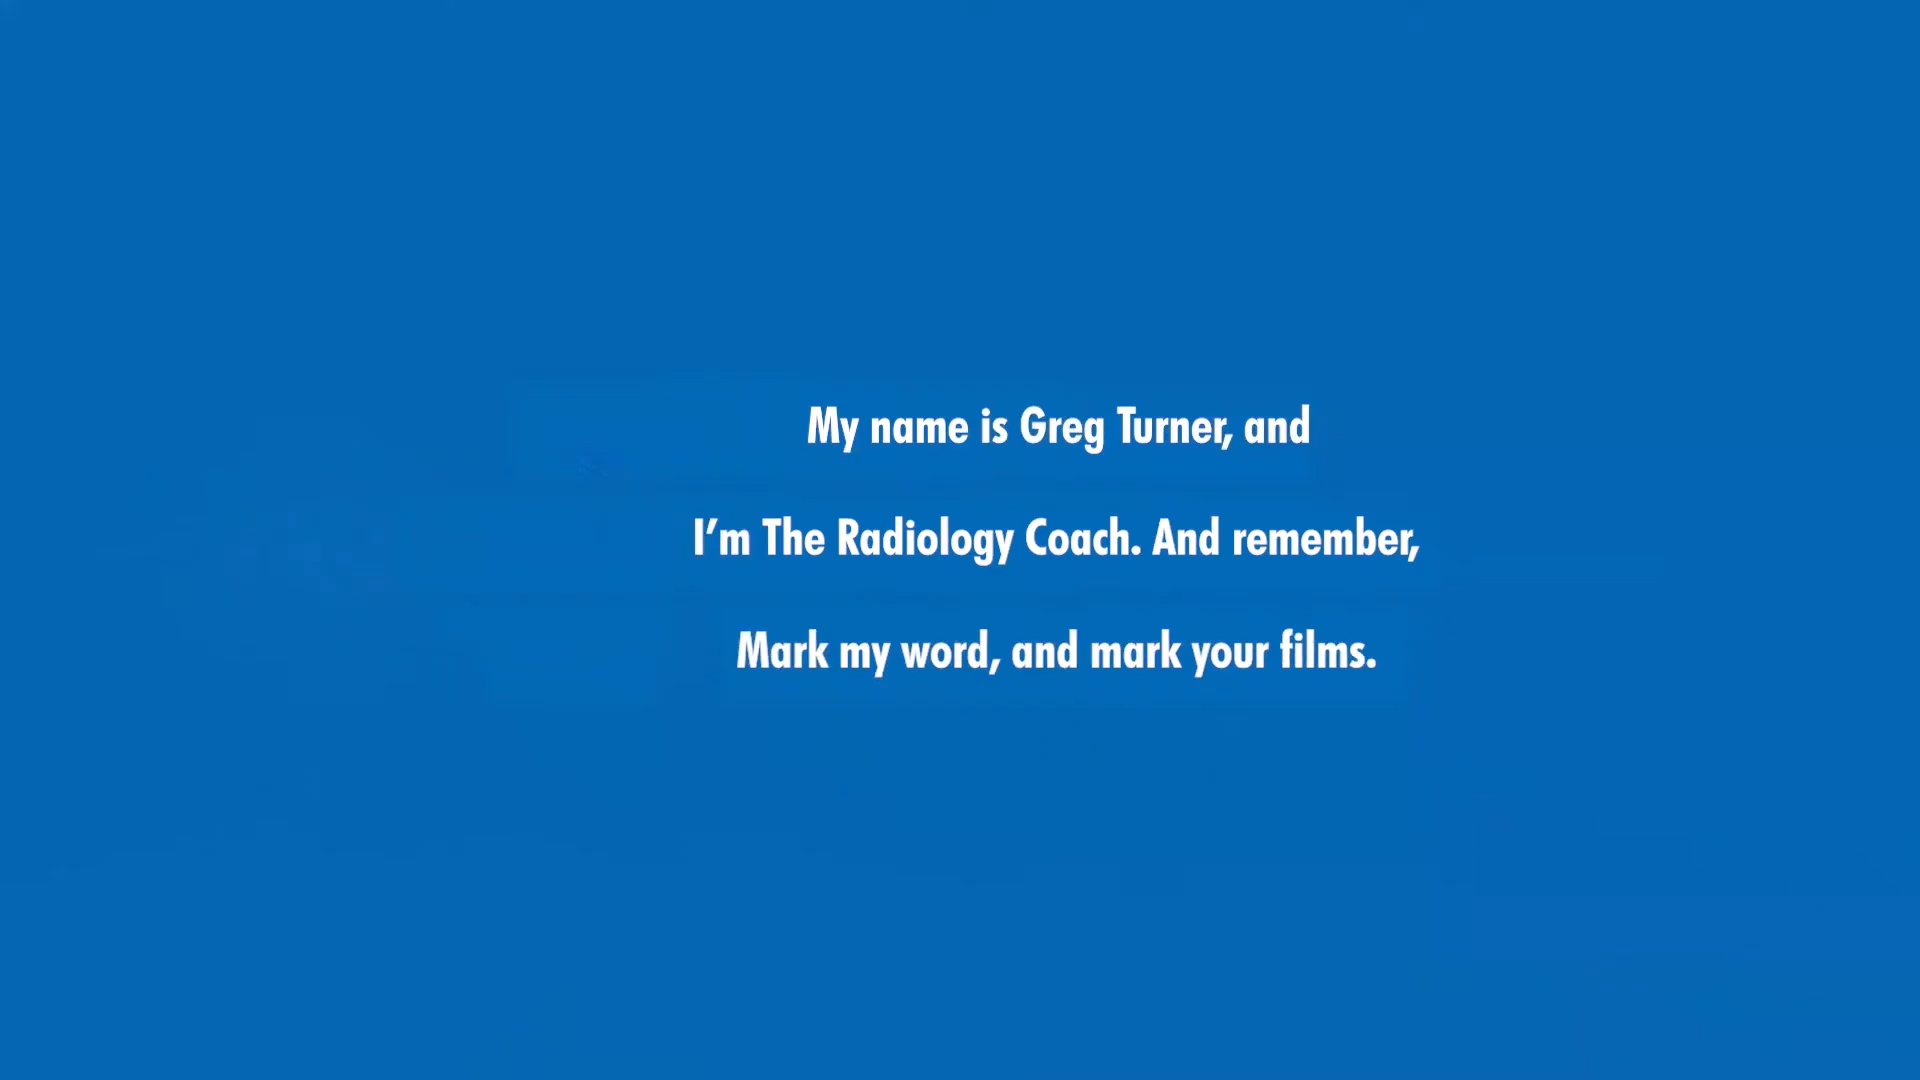 My name is Greg Turner, and
I’m The Radiology Coach. And remember,
Mark my word, and mark your films.